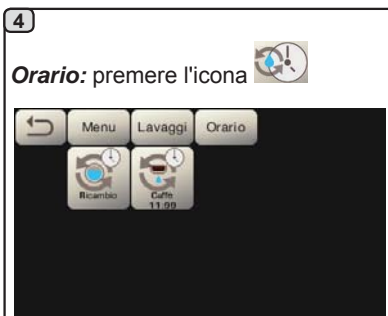 4
Orario: premere l'icona
Menu Lavaggi Orario
Ricambio Caffè
11.00